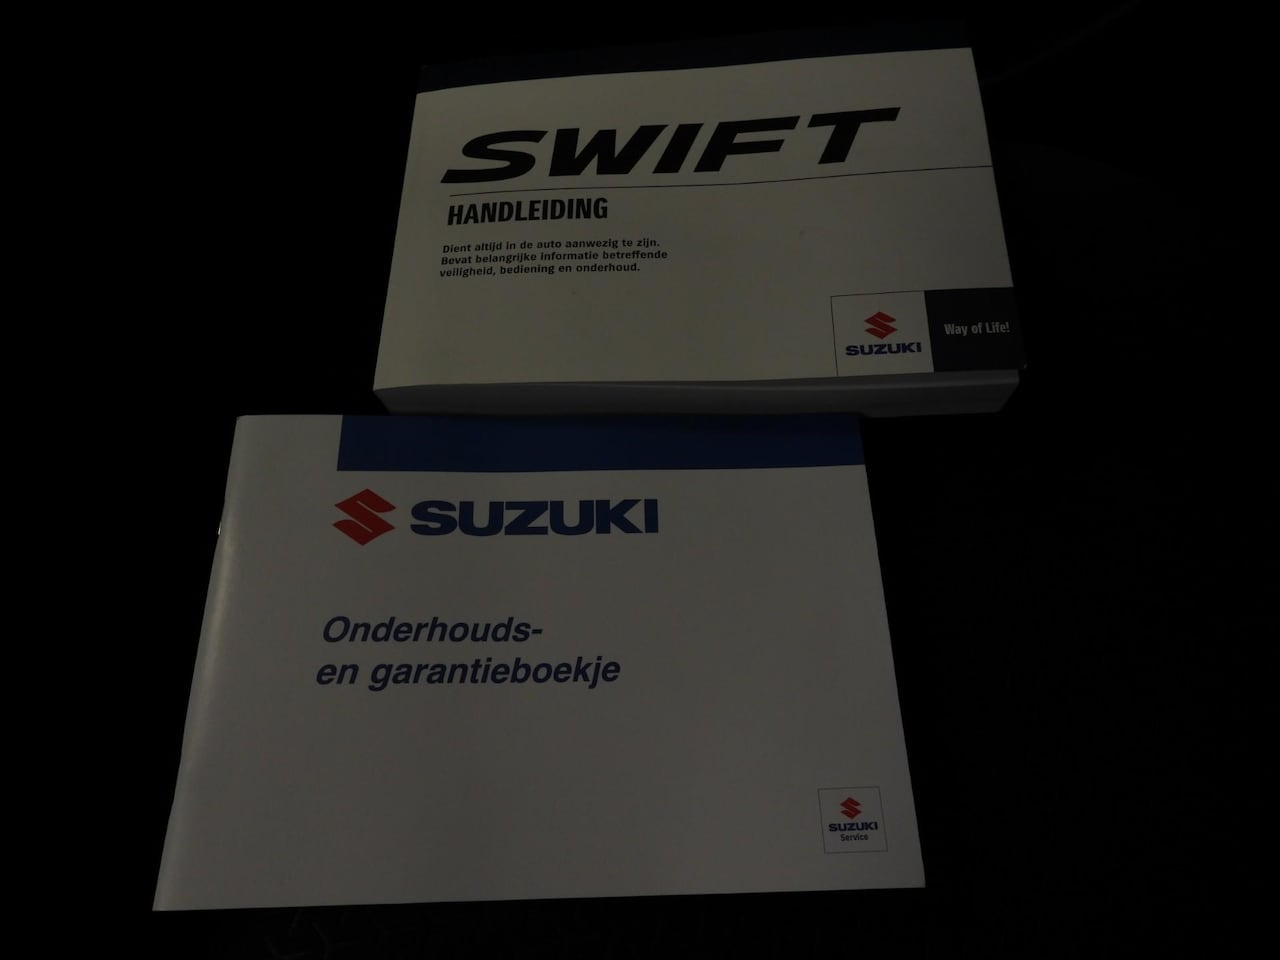 SWIFT
HANDLEIDING
Dient altijd in de auto aanwezig te zijn.
Bevat belangrijke informatie betreffende
veiligheid, bediening en onderhoud.
SUZUKI
Way of Life!
SUZUKI
Onderhouds-
en garantieboekje
SUZUKI
Service